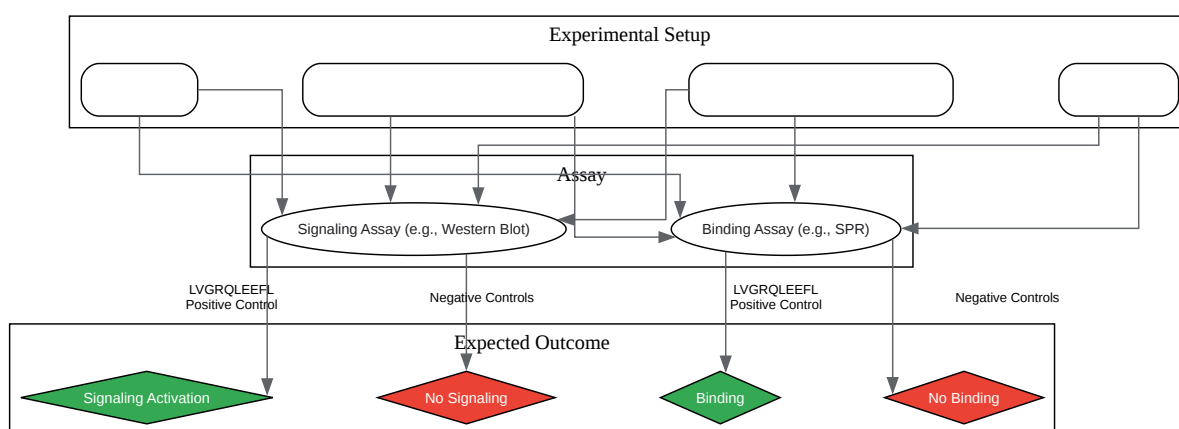 Experimental Setup
Assay
Signaling Assay (e.g., Western Blot)
Binding Assay (e.g., SPR)
LVGRQLEEFL
Positive Control
Negative Controls
LVGRQLEEFL
Positive Control
Negative Controls
Expected Outcome
Signaling Activation
No Signaling
Binding
No Binding